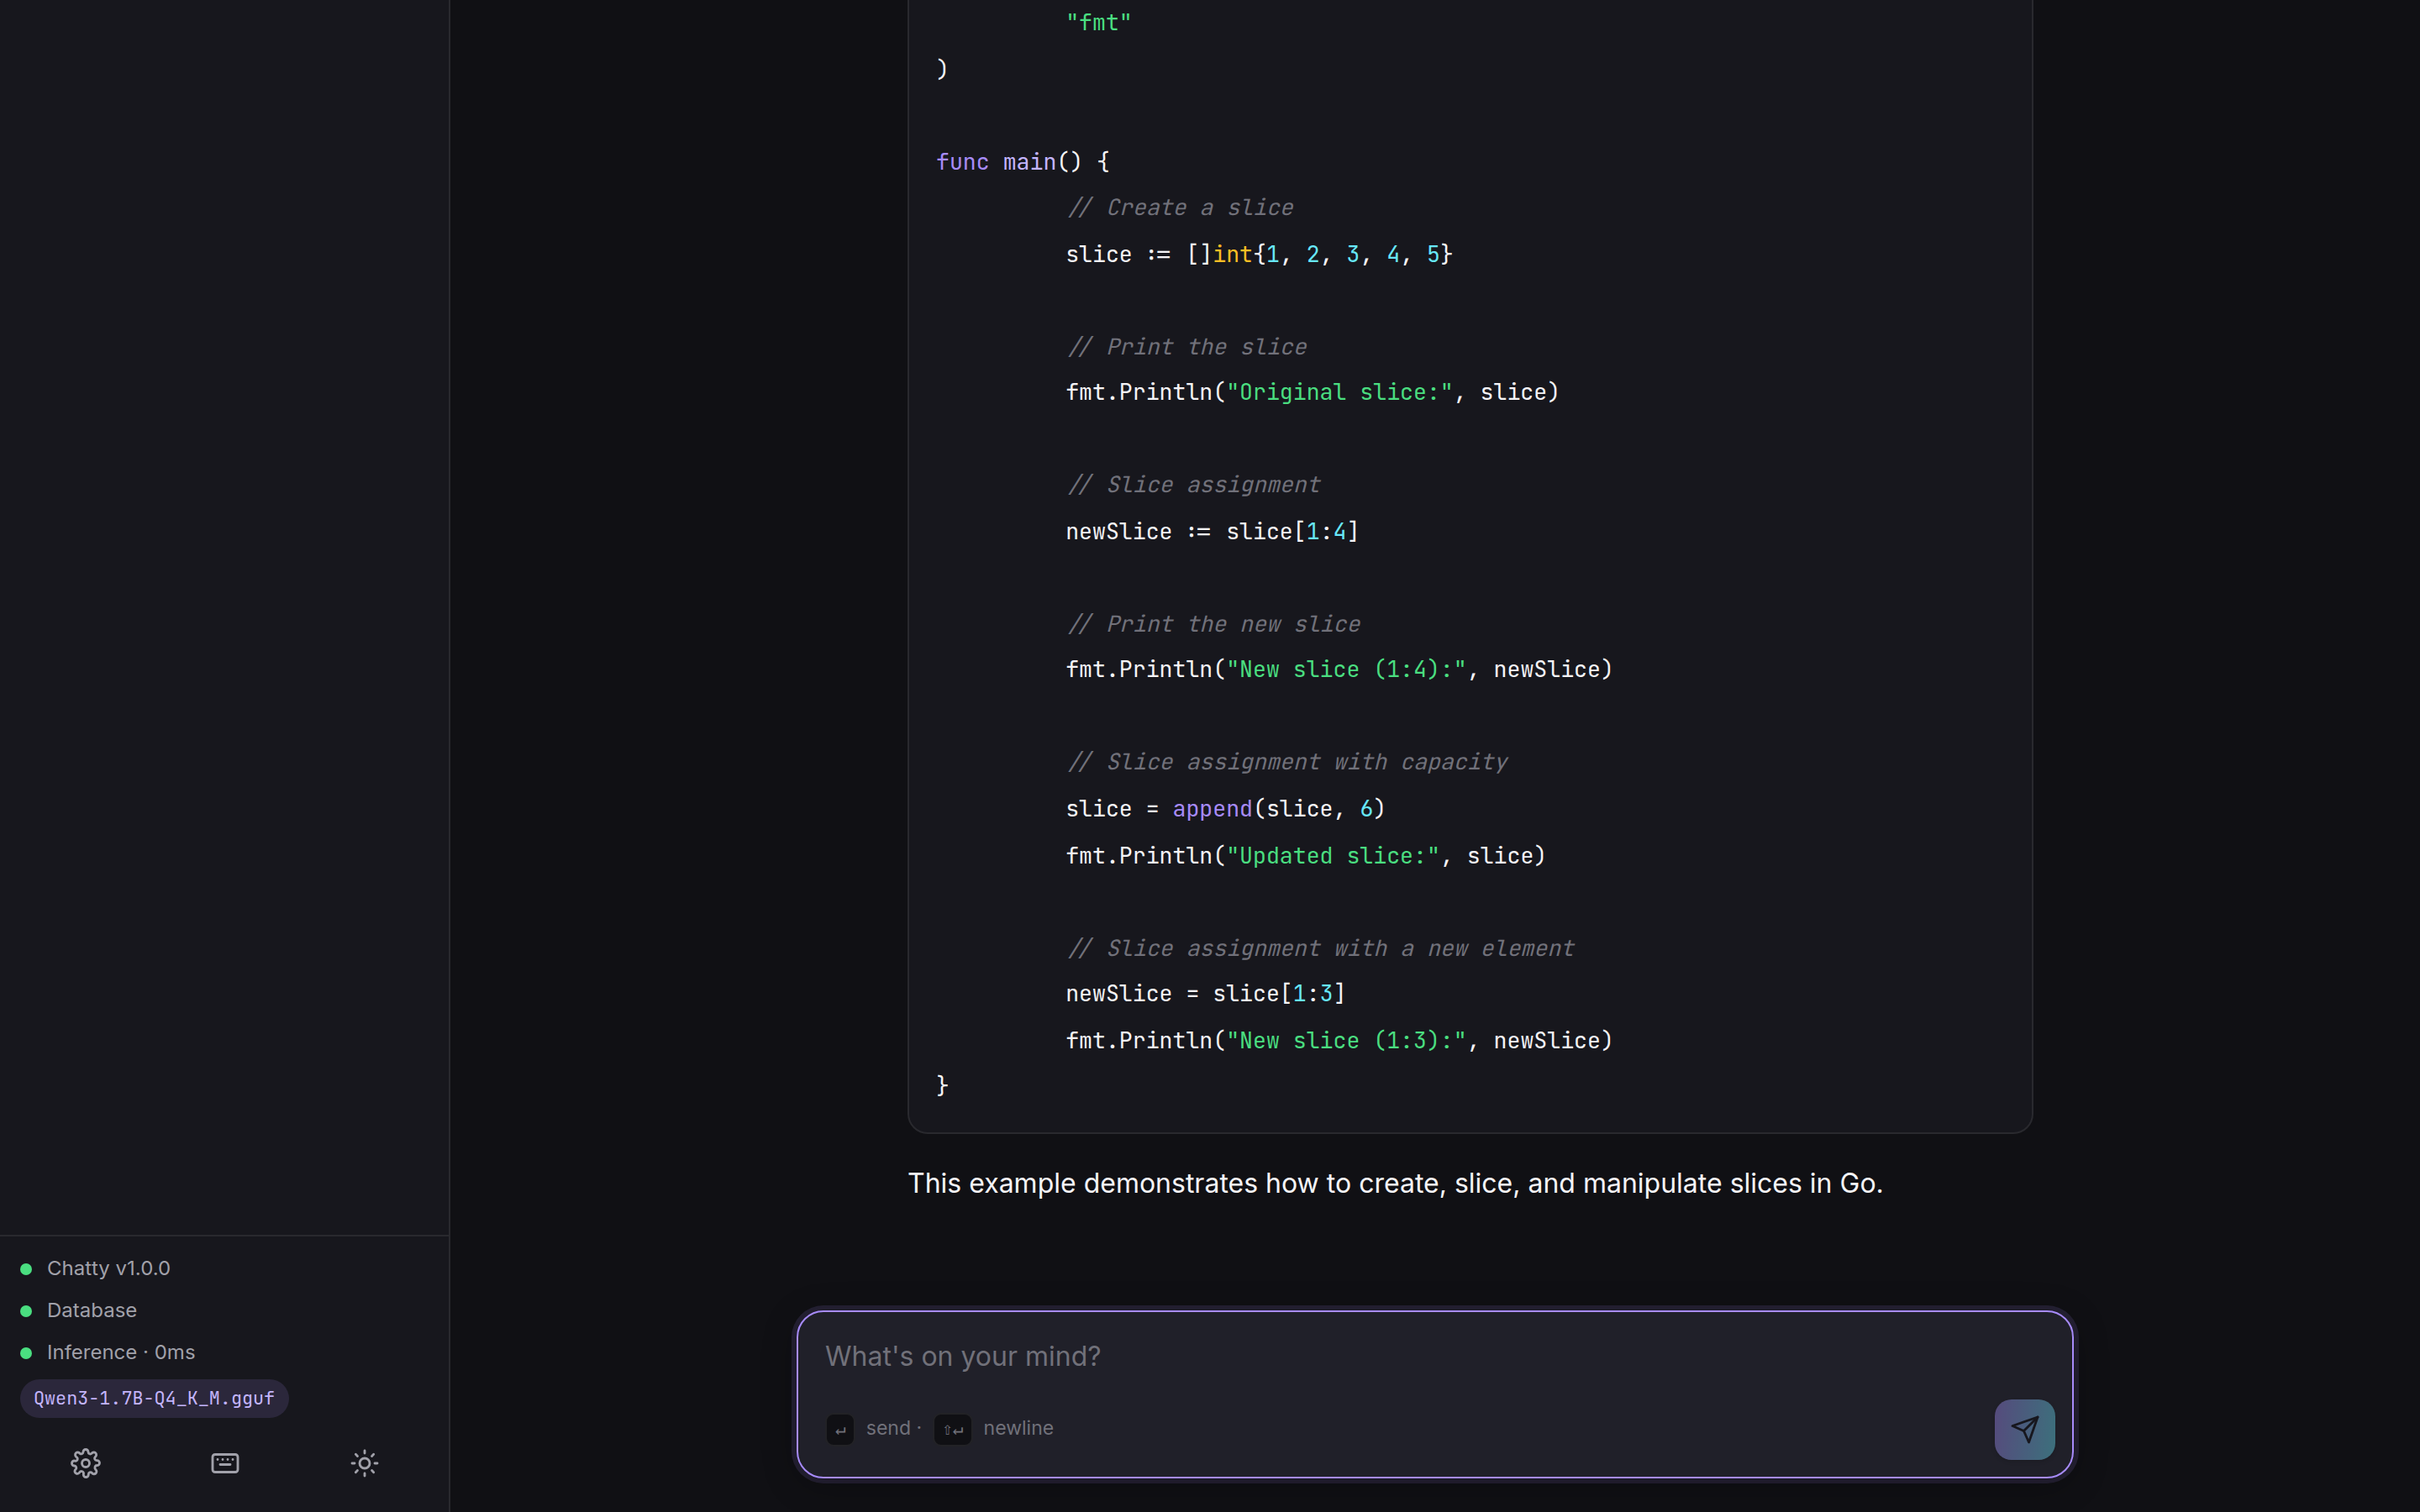 "fmt"
)
func main() {
// Create a slice
slice := []int{1, 2, 3, 4, 5}
// Print the slice
fmt.Println("Original slice:", slice)
// Slice assignment
newSlice := slice[1:4]
// Print the new slice
fmt.Println("New slice (1:4):", newSlice)
// Slice assignment with capacity
slice = append(slice, 6)
fmt.Println("Updated slice:", slice)
// Slice assignment with a new element
newSlice = slice[1:3]
fmt.Println("New slice (1:3):", newSlice)
}
This example demonstrates how to create, slice, and manipulate slices in Go.
Chatty v1.0.0
Database
Inference · 0ms
Qwen3-1.7B-Q4_K_M.gguf
What's on your mind?
↵ send · ⇧↵ newline